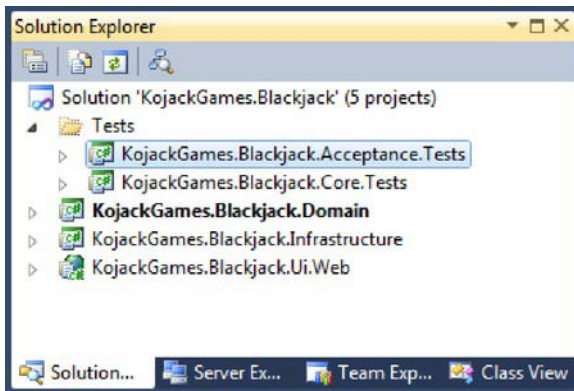 Solution Explorer
Solution 'KojackGames.Blackjack' (5 projects)
Tests
KojackGames.Blackjack.Acceptance.Tests
KojackGames.Blackjack.Core.Tests
KojackGames.Blackjack.Domain
KojackGames.Blackjack.Infrastructure
KojackGames.Blackjack.Ui.Web
Solution... Server Ex... Team Exp... Class View